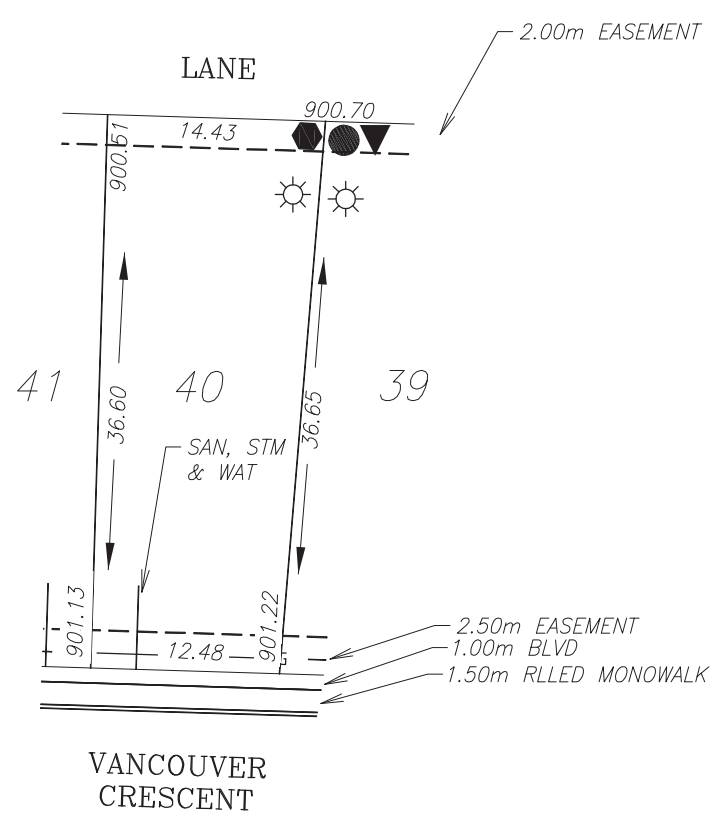 2.00m EASEMENT
LANE
900.70
14.43
900.51
41
40
39
36.60
36.65
SAN, STM
& WAT
901.13
901.22
12.48
2.50m EASEMENT
1.00m BLVD
1.50m RLLED MONOWALK
VANCOUVER
CRESCENT